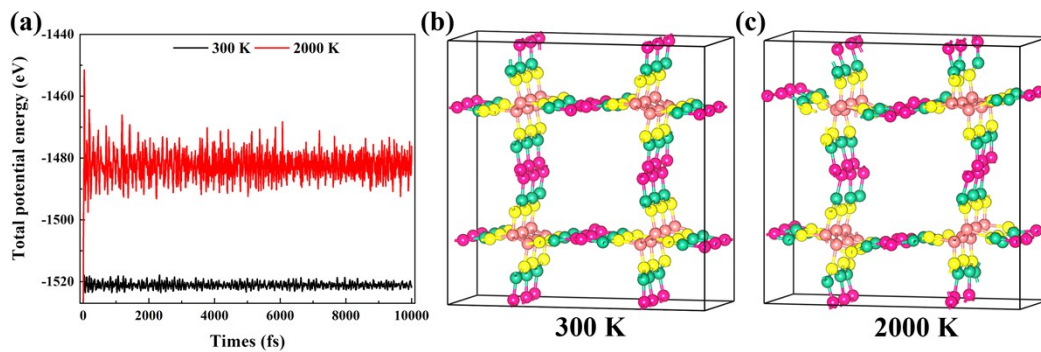 (a)
300 K
2000 K
Total potential energy (eV)
-1440
-1460
-1480
-1500
-1520
0
2000
4000
6000
8000
10000
Times (fs)
(b)
300 K
(c)
2000 K